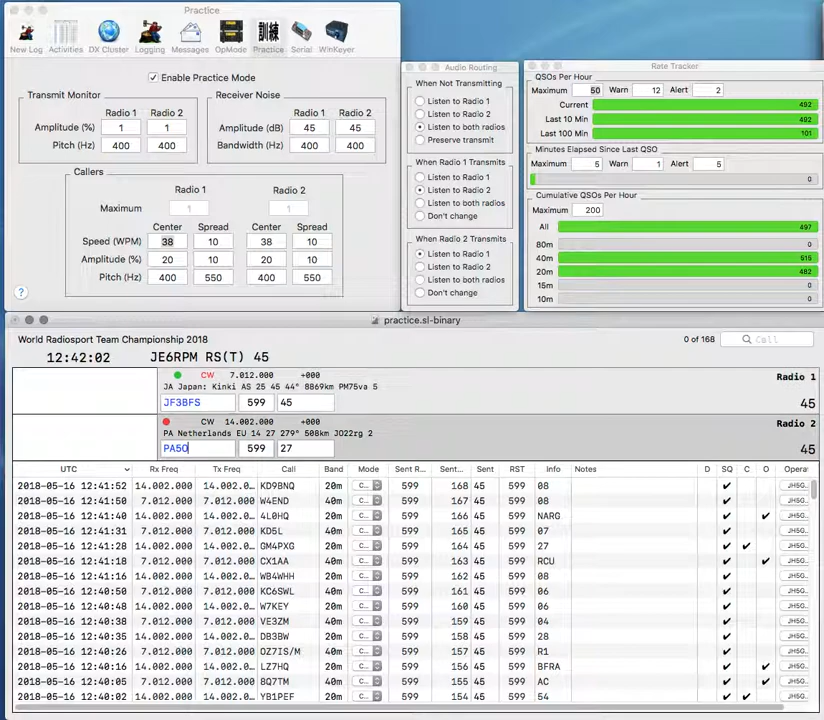 Practice
訓練
New Log Activities DX Cluster Logging Messages OpMode Practice Serial WinKeyer
Enable Practice Mode
Transmit Monitor
Radio 1 Radio 2
Amplitude (%) 1 1
Pitch (Hz) 400 400
Receiver Noise
Radio 1 Radio 2
Amplitude (dB) 45 45
Bandwidth (Hz) 400 400
Callers
Radio 1 Radio 2
Maximum 1 1
Center Spread Center Spread
Speed (WPM) 38 10 38 10
Amplitude (%) 20 10 20 10
Pitch (Hz) 400 550 400 550
?
Audio Routing
When Not Transmitting
Listen to Radio 1
Listen to Radio 2
Listen to both radios
Preserve transmit
When Radio 1 Transmits
Listen to Radio 1
Listen to Radio 2
Listen to both radios
Don't change
When Radio 2 Transmits
Listen to Radio 1
Listen to Radio 2
Listen to both radios
Don't change
Rate Tracker
QSOs Per Hour
Maximum 50 Warn 12 Alert 2
Current 492
Last 10 Min 492
Last 100 Min 101
Minutes Elapsed Since Last QSO
Maximum 5 Warn 1 Alert 5
0
Cumulative QSOs Per Hour
Maximum 200
All 497
80m 0
40m 515
20m 482
15m 0
10m 0
practice.sl-binary
World Radiosport Team Championship 2018 0 of 168 Call
12:42:02 JE6RPM RS(T) 45
CW 7.012.000 +000 Radio 1
JA Japan: Kinki AS 25 45 44° 8869km PM75va 5
JF3BFS 599 45 45
CW 14.002.000 +000 Radio 2
PA Netherlands EU 14 27 279° 508km JO22rg 2
PA5O 599 27 45
UTC Rx Freq Tx Freq Call Band Mode Sent R... Sent... Sent RST Info Notes D SQ C O Opera
2018-05-16 12:41:52 14.002.000 14.002.0… KD9BNQ 20m C... 599 168 45 599 08 JH5G...
2018-05-16 12:41:50 7.012.000 7.012.000 W4END 40m C... 599 167 45 599 08 JH5G...
2018-05-16 12:41:40 14.002.000 14.002.0… 4L0HQ 20m C... 599 166 45 599 NARG JH5G...
2018-05-16 12:41:31 7.012.000 7.012.000 KD5L 40m C... 599 165 45 599 07 JH5G...
2018-05-16 12:41:28 14.002.000 14.002.0… GM4PXG 20m C... 599 164 45 599 27 JH5G...
2018-05-16 12:41:18 7.012.000 7.012.000 CX1AA 40m C... 599 163 45 599 RCU JH5G...
2018-05-16 12:41:16 14.002.000 14.002.0… WB4WHH 20m C... 599 162 45 599 08 JH5G...
2018-05-16 12:40:50 7.012.000 7.012.000 KC6SWL 40m C... 599 161 45 599 06 JH5G...
2018-05-16 12:40:48 14.002.000 14.002.0… W7KEY 20m C... 599 160 45 599 06 JH5G...
2018-05-16 12:40:38 7.012.000 7.012.000 VE3ZM 40m C... 599 159 45 599 04 JH5G...
2018-05-16 12:40:35 14.002.000 14.002.0… DB3BW 20m C... 599 158 45 599 28 JH5G...
2018-05-16 12:40:26 7.012.000 7.012.000 OZ7IS/M 40m C... 599 157 45 599 R1 JH5G...
2018-05-16 12:40:16 14.002.000 14.002.0… LZ7HQ 20m C... 599 156 45 599 BFRA JH5G...
2018-05-16 12:40:05 7.012.000 7.012.000 8Q7TM 40m C... 599 155 45 599 AC JH5G...
2018-05-16 12:40:02 14.002.000 14.002.0… YB1PEF 20m C... 599 154 45 599 54 JH5G...